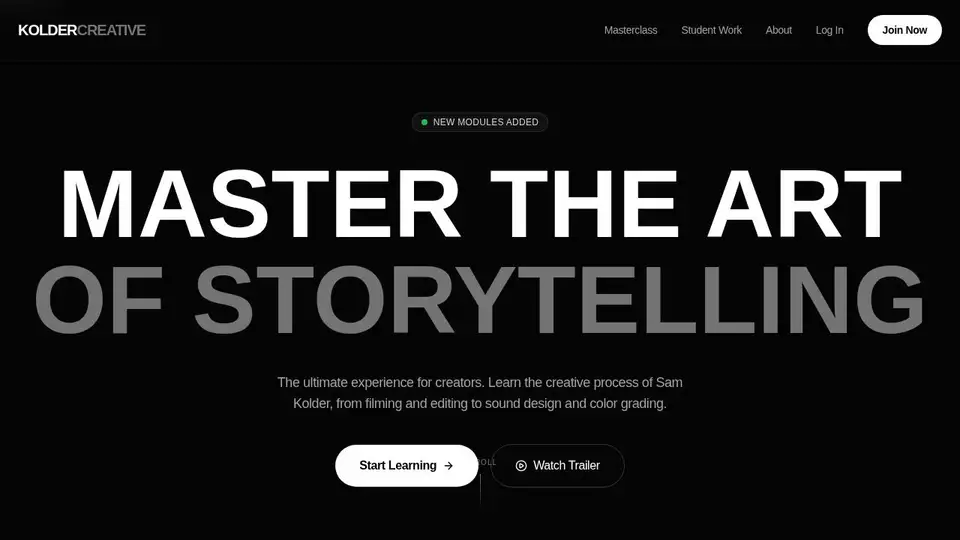 KOLDERCREATIVE
Masterclass
Student Work
About
Log In
Join Now
NEW MODULES ADDED
MASTER THE ART
OF STORYTELLING
The ultimate experience for creators. Learn the creative process of Sam
Kolder, from filming and editing to sound design and color grading.
Start Learning
Watch Trailer